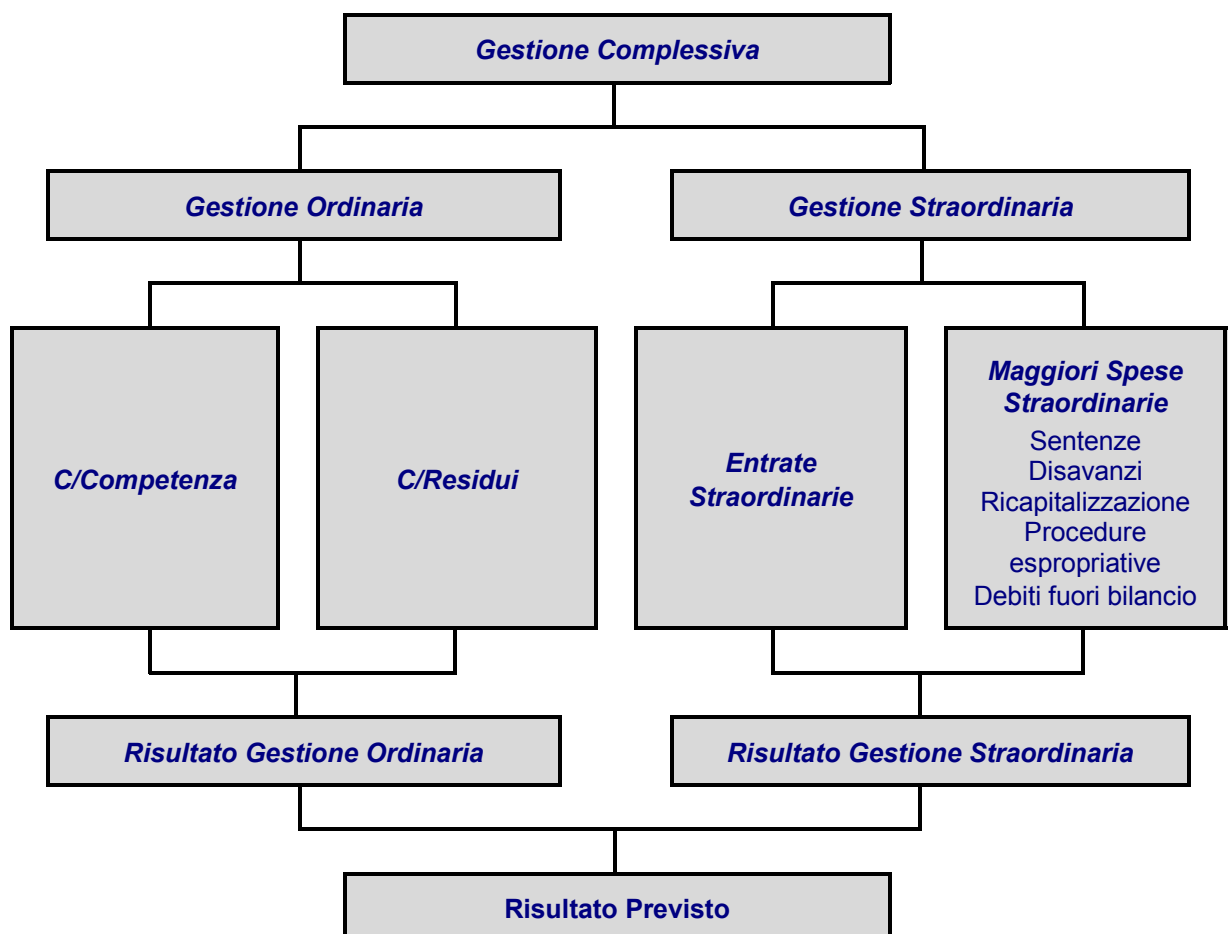 Gestione Complessiva
Gestione Ordinaria
Gestione Straordinaria
C/Competenza
C/Residui
Entrate
Straordinarie
Maggiori Spese
Straordinarie
Sentenze
Disavanzi
Ricapitalizzazione
Procedure
espropriative
Debiti fuori bilancio
Risultato Gestione Ordinaria
Risultato Gestione Straordinaria
Risultato Previsto